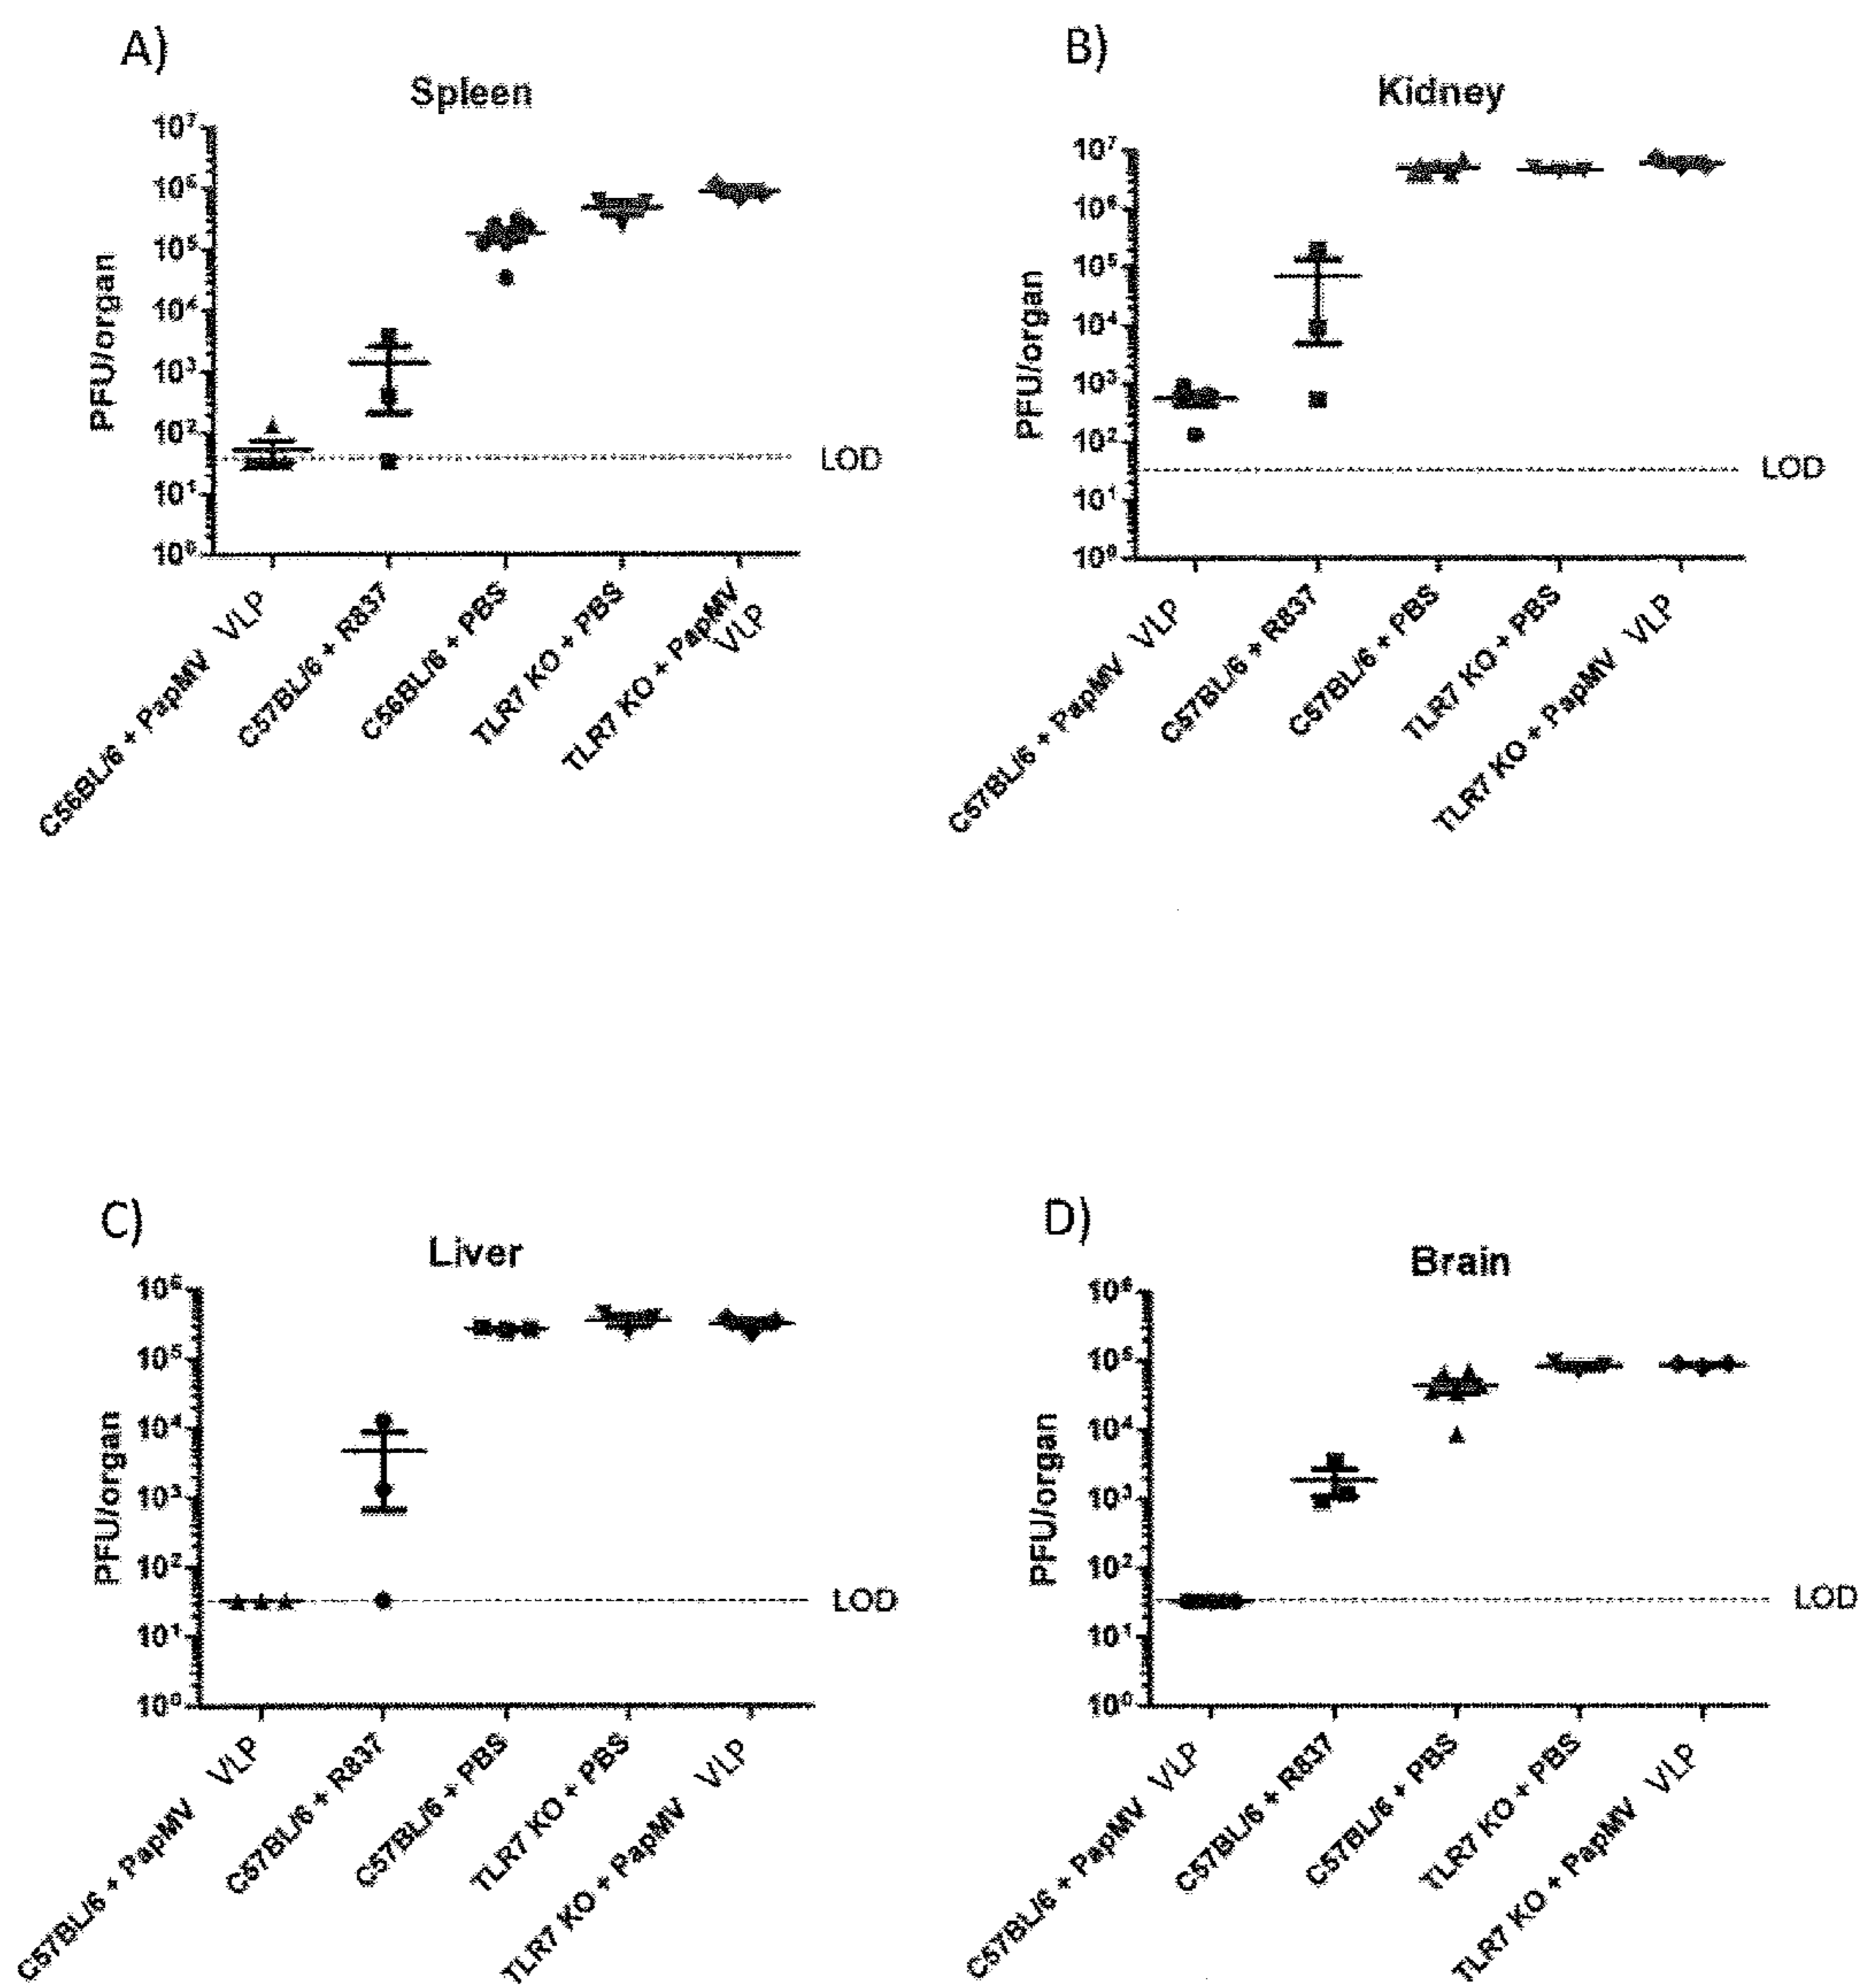 A)
Spleen
10⁷
10⁶
10⁵
10⁴
10³
10²
10¹
10⁰
PFU/organ
LOD
C56BL/6 + PapMV VLP
C57BL/6 + R837
C56BL/6 + PBS
TLR7 KO + PBS
TLR7 KO + PapMV
VLP
B)
Kidney
10⁷
10⁶
10⁵
10⁴
10³
10²
10¹
10⁰
PFU/organ
LOD
C57BL/6 + PapMV VLP
C57BL/6 + R837
C57BL/6 + PBS
TLR7 KO + PBS
TLR7 KO + PapMV VLP
C)
Liver
10⁶
10⁵
10⁴
10³
10²
10¹
10⁰
PFU/organ
LOD
C57BL/6 + PapMV VLP
C57BL/6 + R837
C57BL/6 + PBS
TLR7 KO + PBS
TLR7 KO + PapMV VLP
D)
Brain
10⁶
10⁵
10⁴
10³
10²
10¹
10⁰
PFU/organ
LOD
C57BL/6 + PapMV VLP
C57BL/6 + R837
C57BL/6 + PBS
TLR7 KO + PBS
TLR7 KO + PapMV VLP